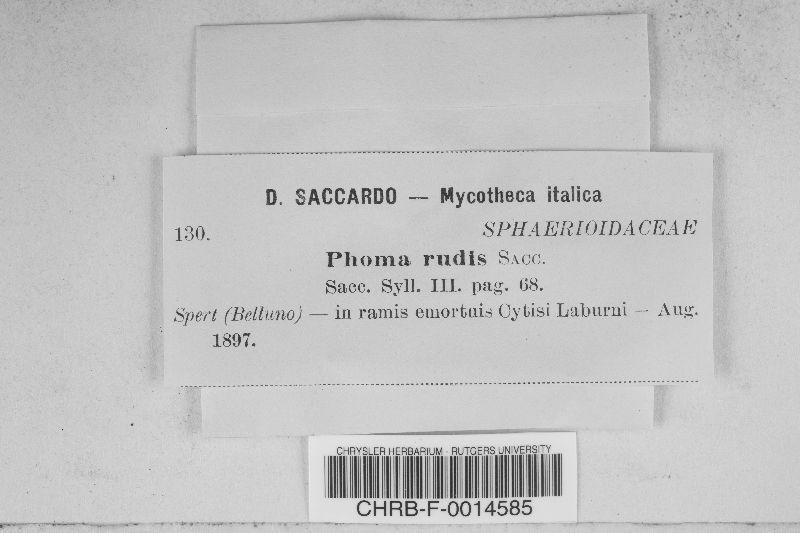 D. SACCARDO — Mycotheca italica
130.
SPHAERIOIDACEAE
Phoma rudis SACC.
Sacc. Syll. III. pag. 68.
Spert (Belluno) — in ramis emortuis Cytisi Laburni — Aug.
1897.
CHRYSLER HERBARIUM - RUTGERS UNIVERSITY
CHRB-F-0014585